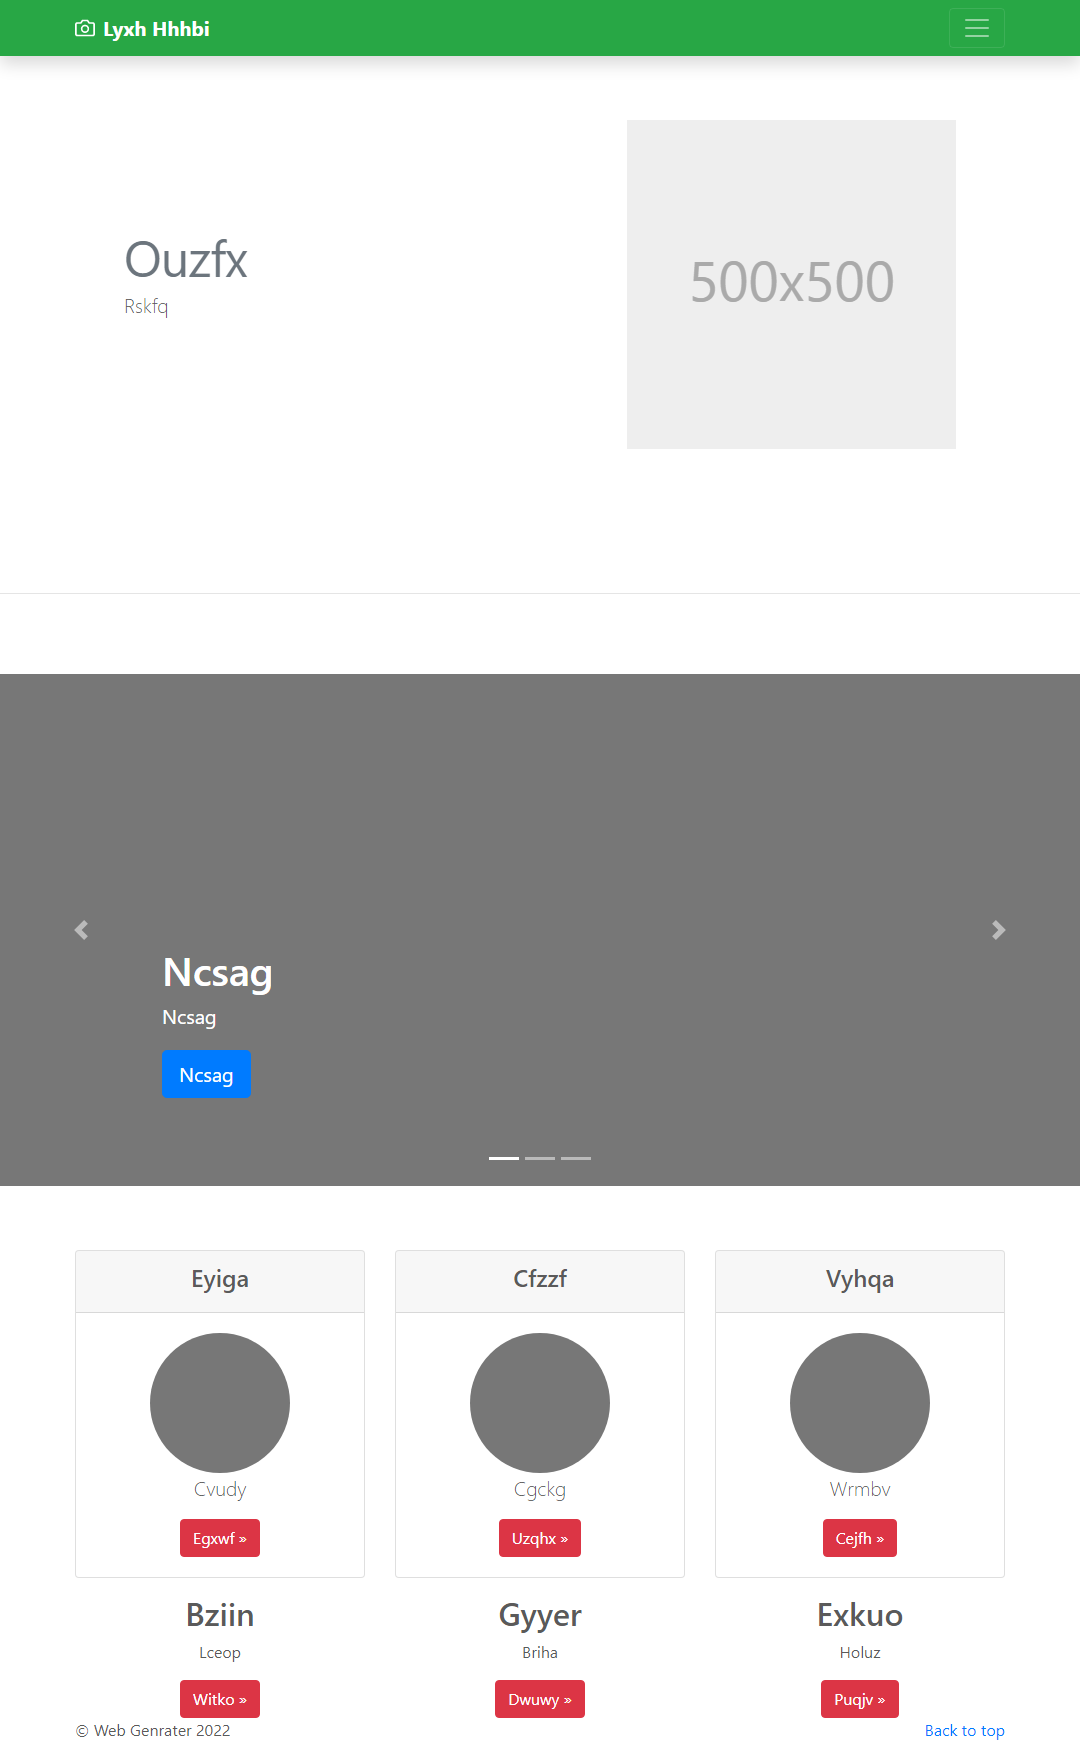 Lyxh Hhhbi
Ouzfx
Rskfq
500x500
Ncsag
Ncsag
Ncsag
Eyiga
Cvudy
Egxwf »
Cfzzf
Cgckg
Uzqhx »
Vyhqa
Wrmbv
Cejfh »
Bziin
Lceop
Witko »
Gyyer
Briha
Dwuwy »
Exkuo
Holuz
Puqjv »
© Web Genrater 2022
Back to top